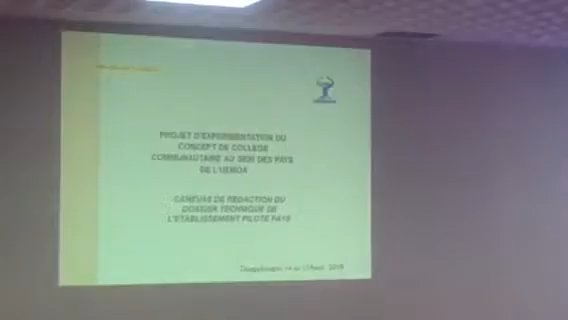 PROJET D'EXPERIMENTATION DU
CONCEPT DE COLLEGE
COMMUNAUTAIRE AU SEIN DES PAYS
DE L'UEMOA
CANEVAS DE REDACTION DU
DOSSIER TECHNIQUE DE
L'ETABLISSEMENT PILOTE PAYS